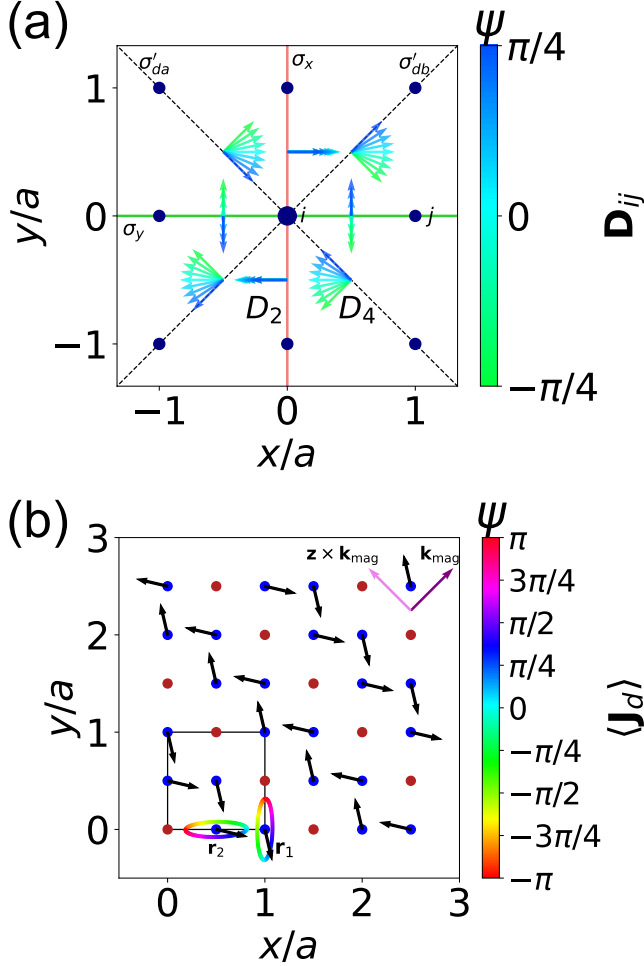 (a)
ψ
σ′da
σx
σ′db
π/4
1
y/a
0
i
j
0
Dij
σy
D2
D4
−1
−π/4
−1
0
1
x/a
(b)
ψ
3
z × kmag
kmag
π
3π/4
2
π/2
π/4
y/a
0
⟨Jd⟩
1
−π/4
−π/2
−3π/4
0
r2
r1
−π
0
1
2
3
x/a